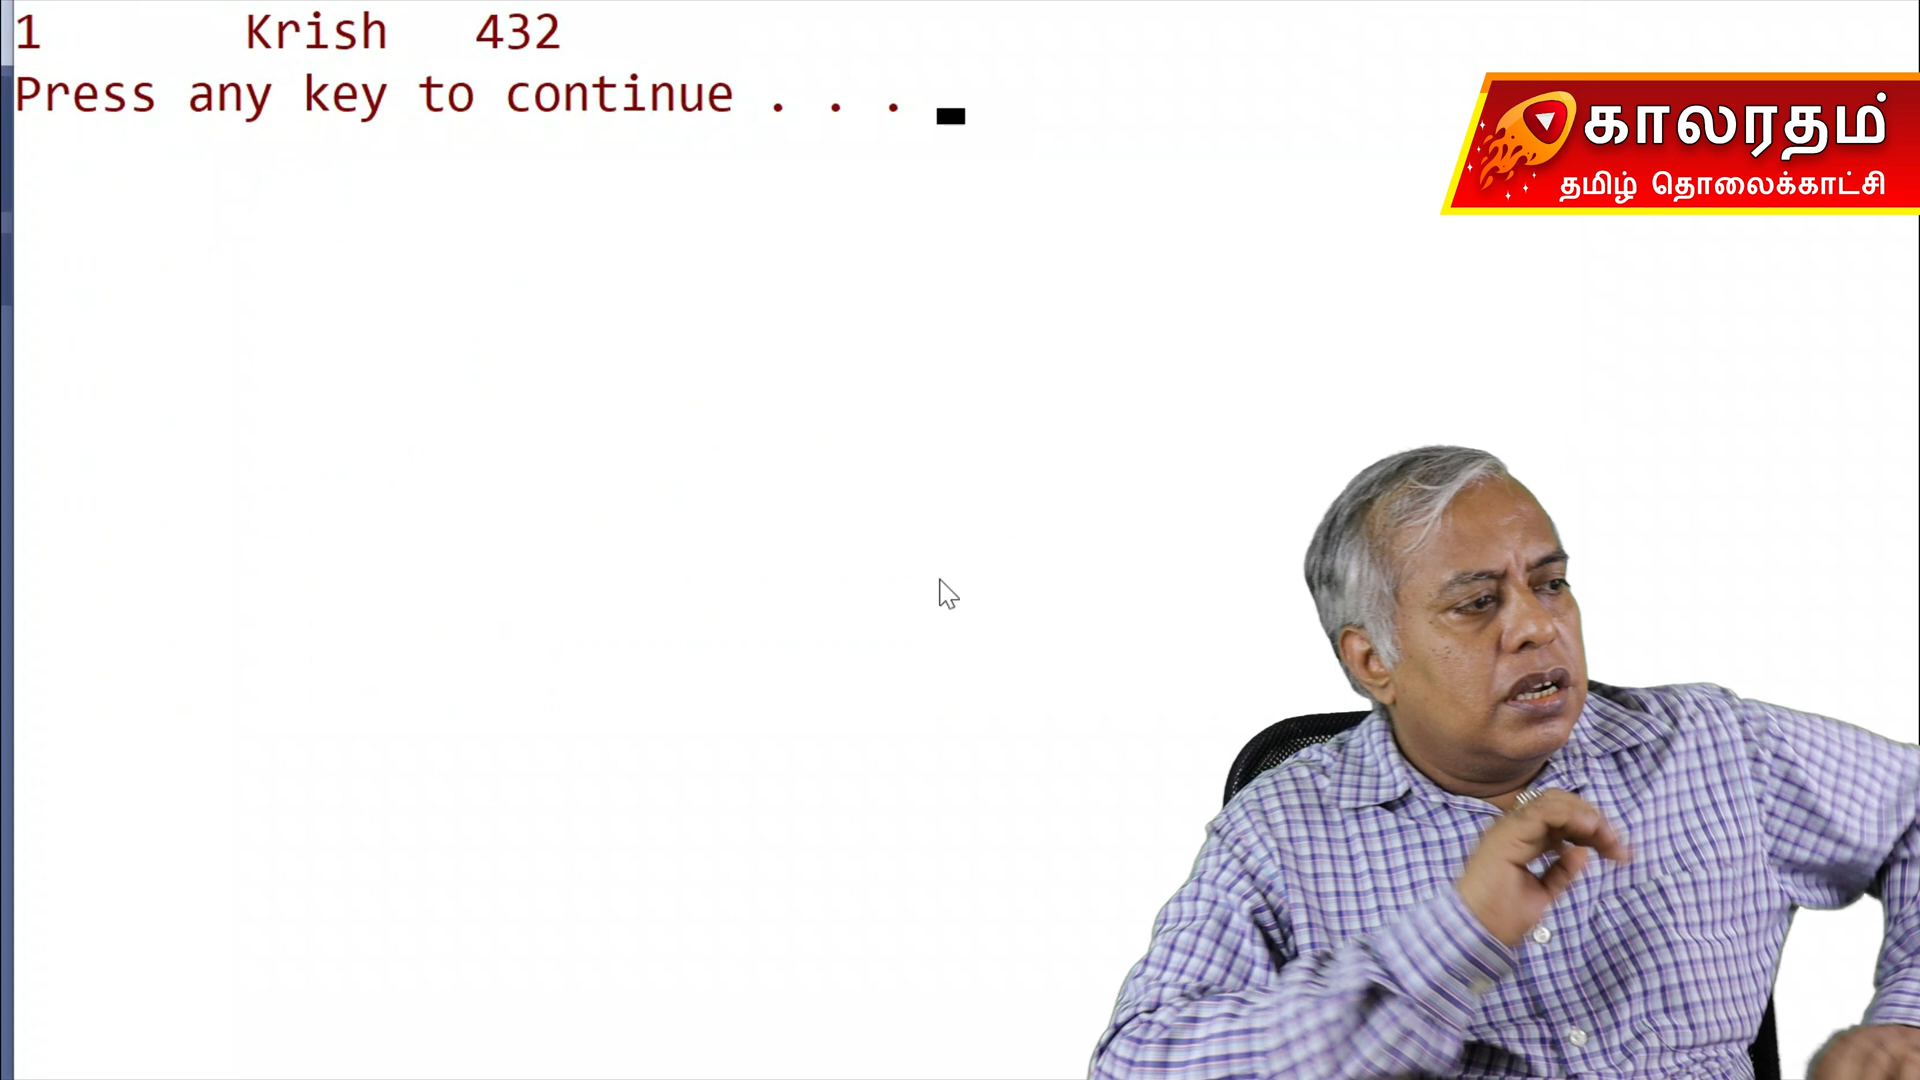 1 Krish 432
Press any key to continue . . .
காலரதம்
தமிழ் தொலைக்காட்சி